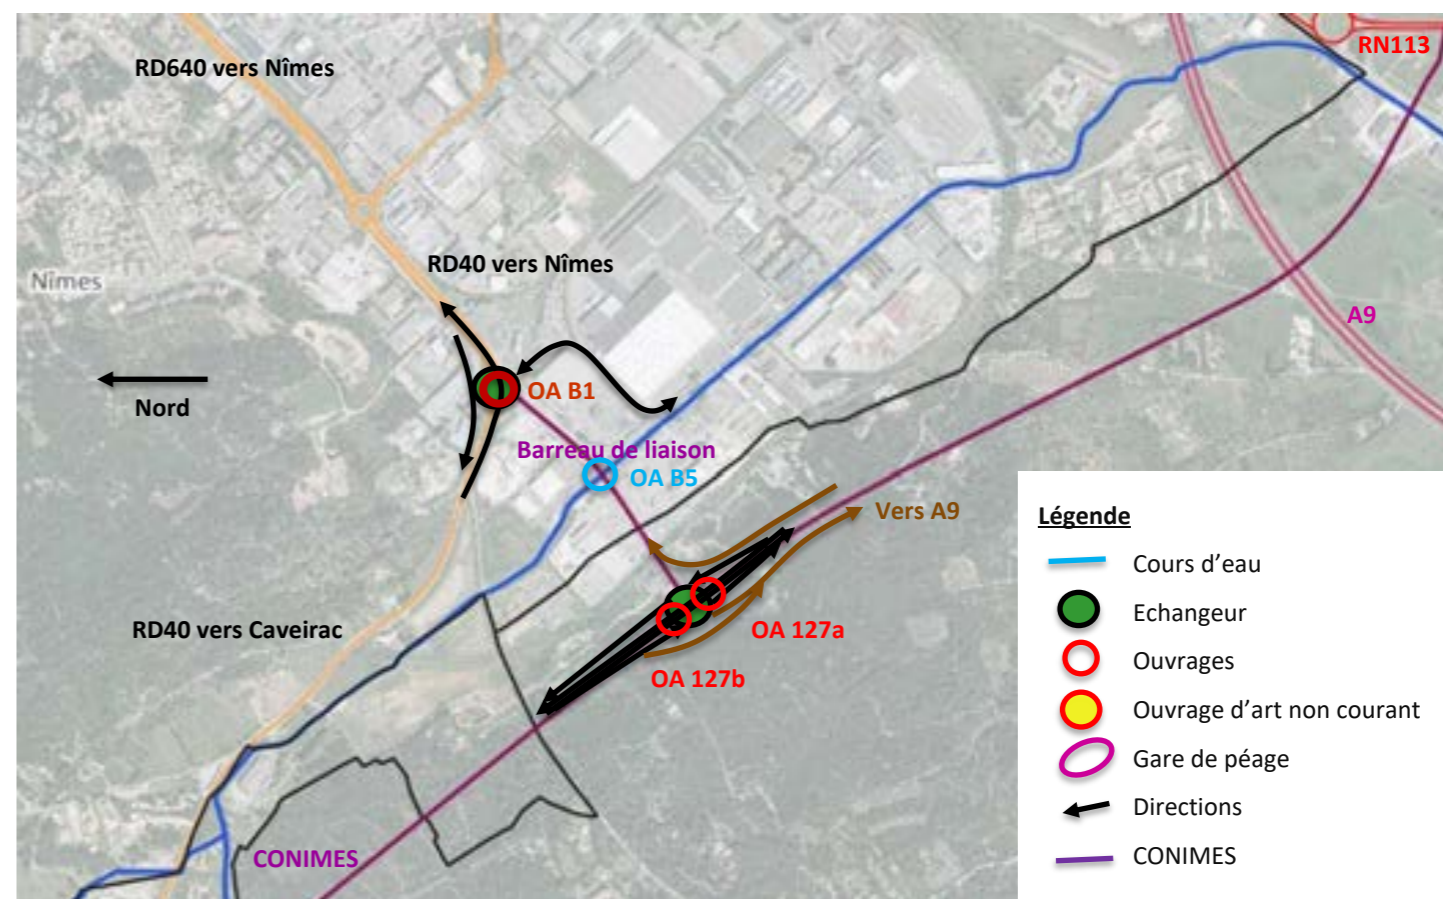 RN113
RD640 vers Nîmes
RD40 vers Nîmes
Nîmes
A9
Nord
OA B1
Barreau de liaison
OA B5
Vers A9
RD40 vers Caveirac
OA 127a
OA 127b
CONIMES
Légende
Cours d’eau
Echangeur
Ouvrages
Ouvrage d’art non courant
Gare de péage
Directions
CONIMES